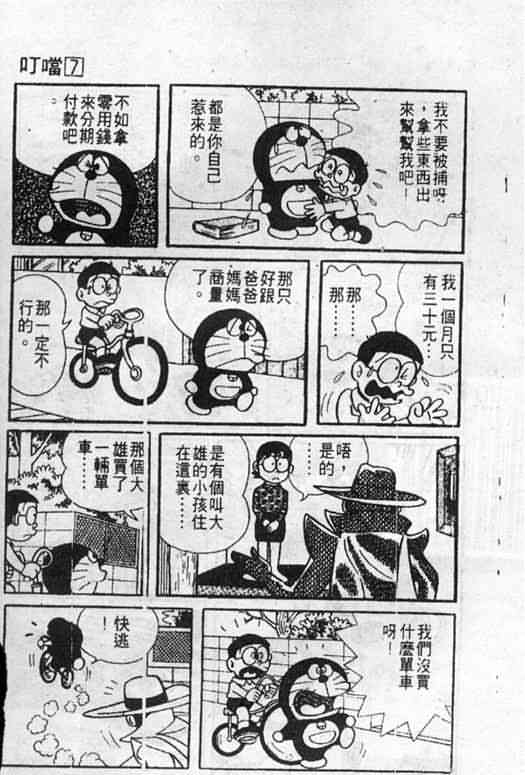 叮噹7
我不要被捕呀
，拿些東西出
來幫幫我吧！
都是你自己
惹來的。
不如拿
零用錢
來分期
付款吧
。
我一個月只
有三十元…
那……
那……
那只
好跟
爸爸
媽媽
商量
了。
那一定不
行的。
唔，
是的
……
是有個叫大
雄的小孩住
在這裏……
那個大
雄買了
一輛單
車……
我們沒買
什麼單車
呀！
快逃
！